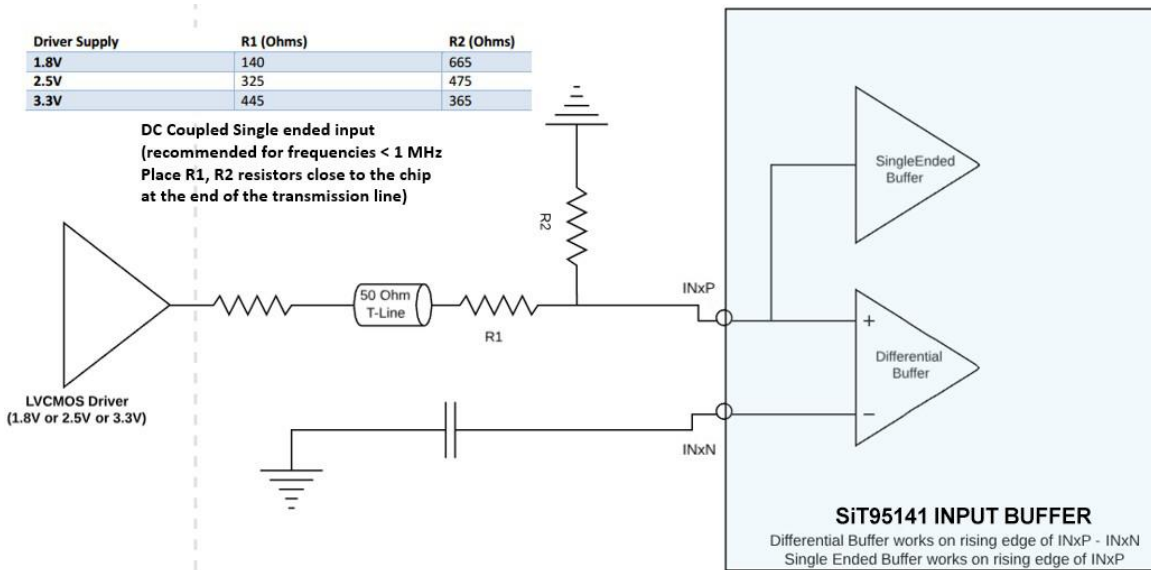 Driver Supply R1 (Ohms) R2 (Ohms)
1.8V 140 665
2.5V 325 475
3.3V 445 365
DC Coupled Single ended input
(recommended for frequencies < 1 MHz
Place R1, R2 resistors close to the chip
at the end of the transmission line)
SingleEnded
Buffer
R2
INxP
50 Ohm
T-Line
R1
+
Differential
Buffer
−
LVCMOS Driver
(1.8V or 2.5V or 3.3V)
INxN
SiT95141 INPUT BUFFER
Differential Buffer works on rising edge of INxP - INxN
Single Ended Buffer works on rising edge of INxP